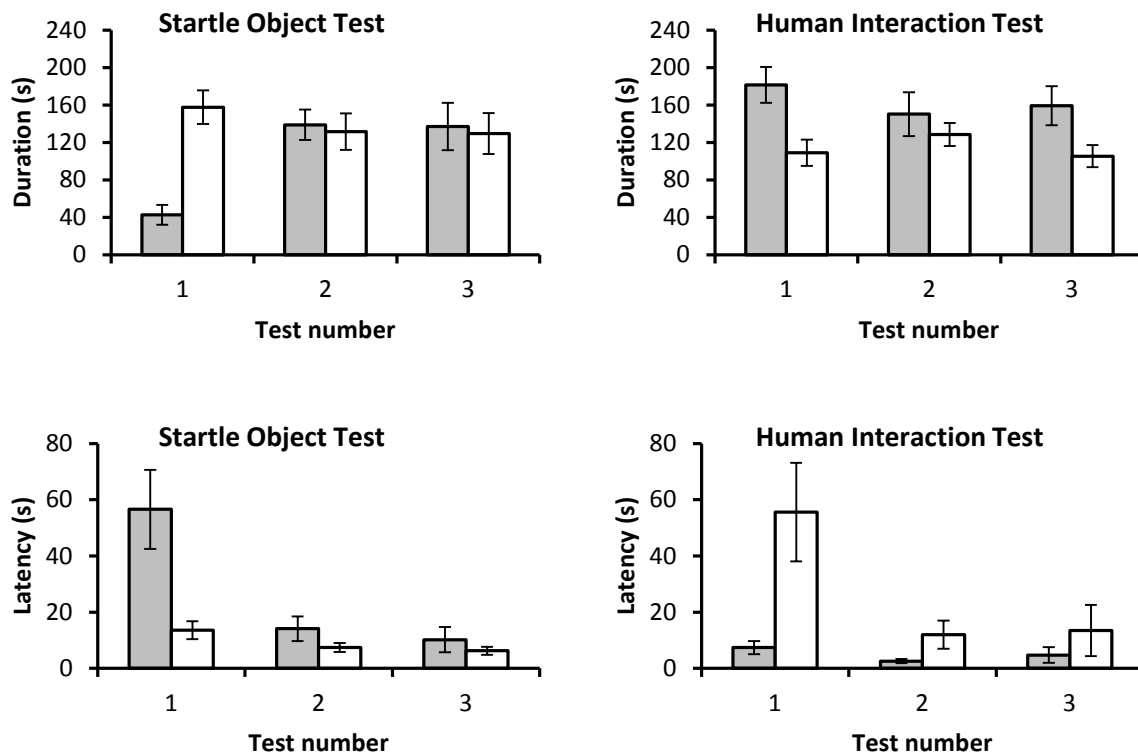 Startle Object Test
Duration (s)
240
200
160
120
80
40
0
1 2 3
Test number
Human Interaction Test
Duration (s)
240
200
160
120
80
40
0
1 2 3
Test number
Startle Object Test
Latency (s)
80
60
40
20
0
1 2 3
Test number
Human Interaction Test
Latency (s)
80
60
40
20
0
1 2 3
Test number